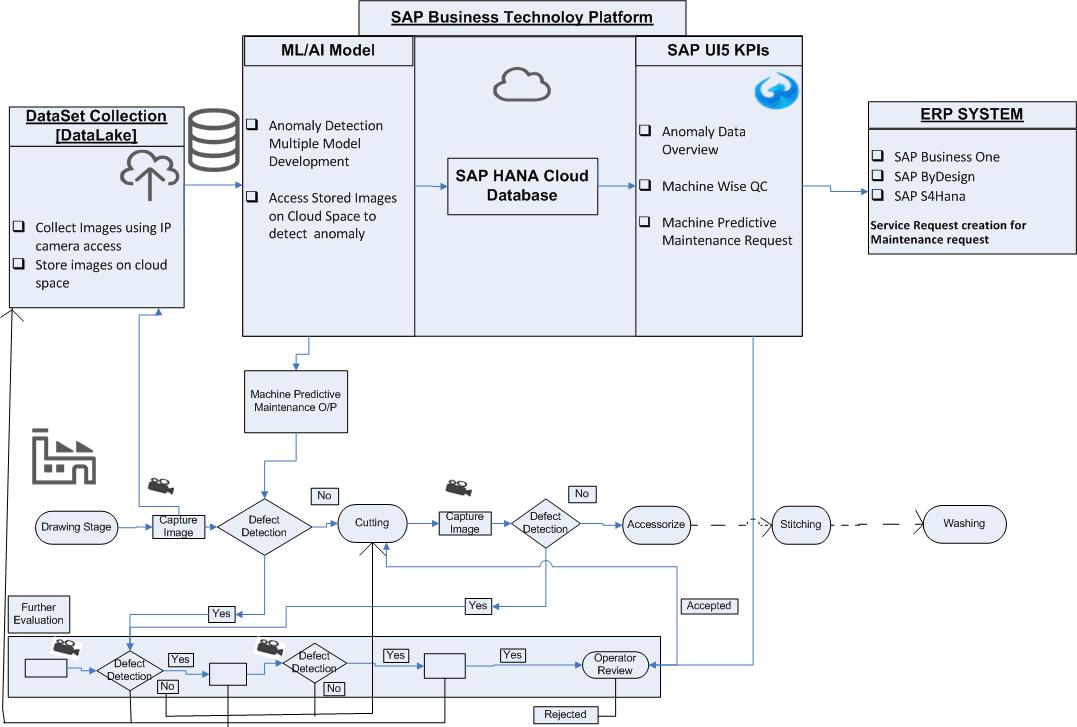 SAP Business Technoloy Platform
ML/AI Model
SAP UI5 KPIs
DataSet Collection
[DataLake]
Collect Images using IP
camera access
Store images on cloud
space
Anomaly Detection
Multiple Model
Development
Access Stored Images
on Cloud Space to
detect anomaly
SAP HANA Cloud
Database
Anomaly Data
Overview
Machine Wise QC
Machine Predictive
Maintenance Request
ERP SYSTEM
SAP Business One
SAP ByDesign
SAP S4Hana
Service Request creation for
Maintenance request
Machine Predictive
Maintenance O/P
Drawing Stage
Capture
Image
Defect
Detection
No
Cutting
Capture
Image
Defect
Detection
No
Accessorize
Stitching
Washing
Yes
Yes
Accepted
Further
Evaluation
Defect
Detection
Yes
No
Defect
Detection
No
Yes
Yes
Operator
Review
Rejected